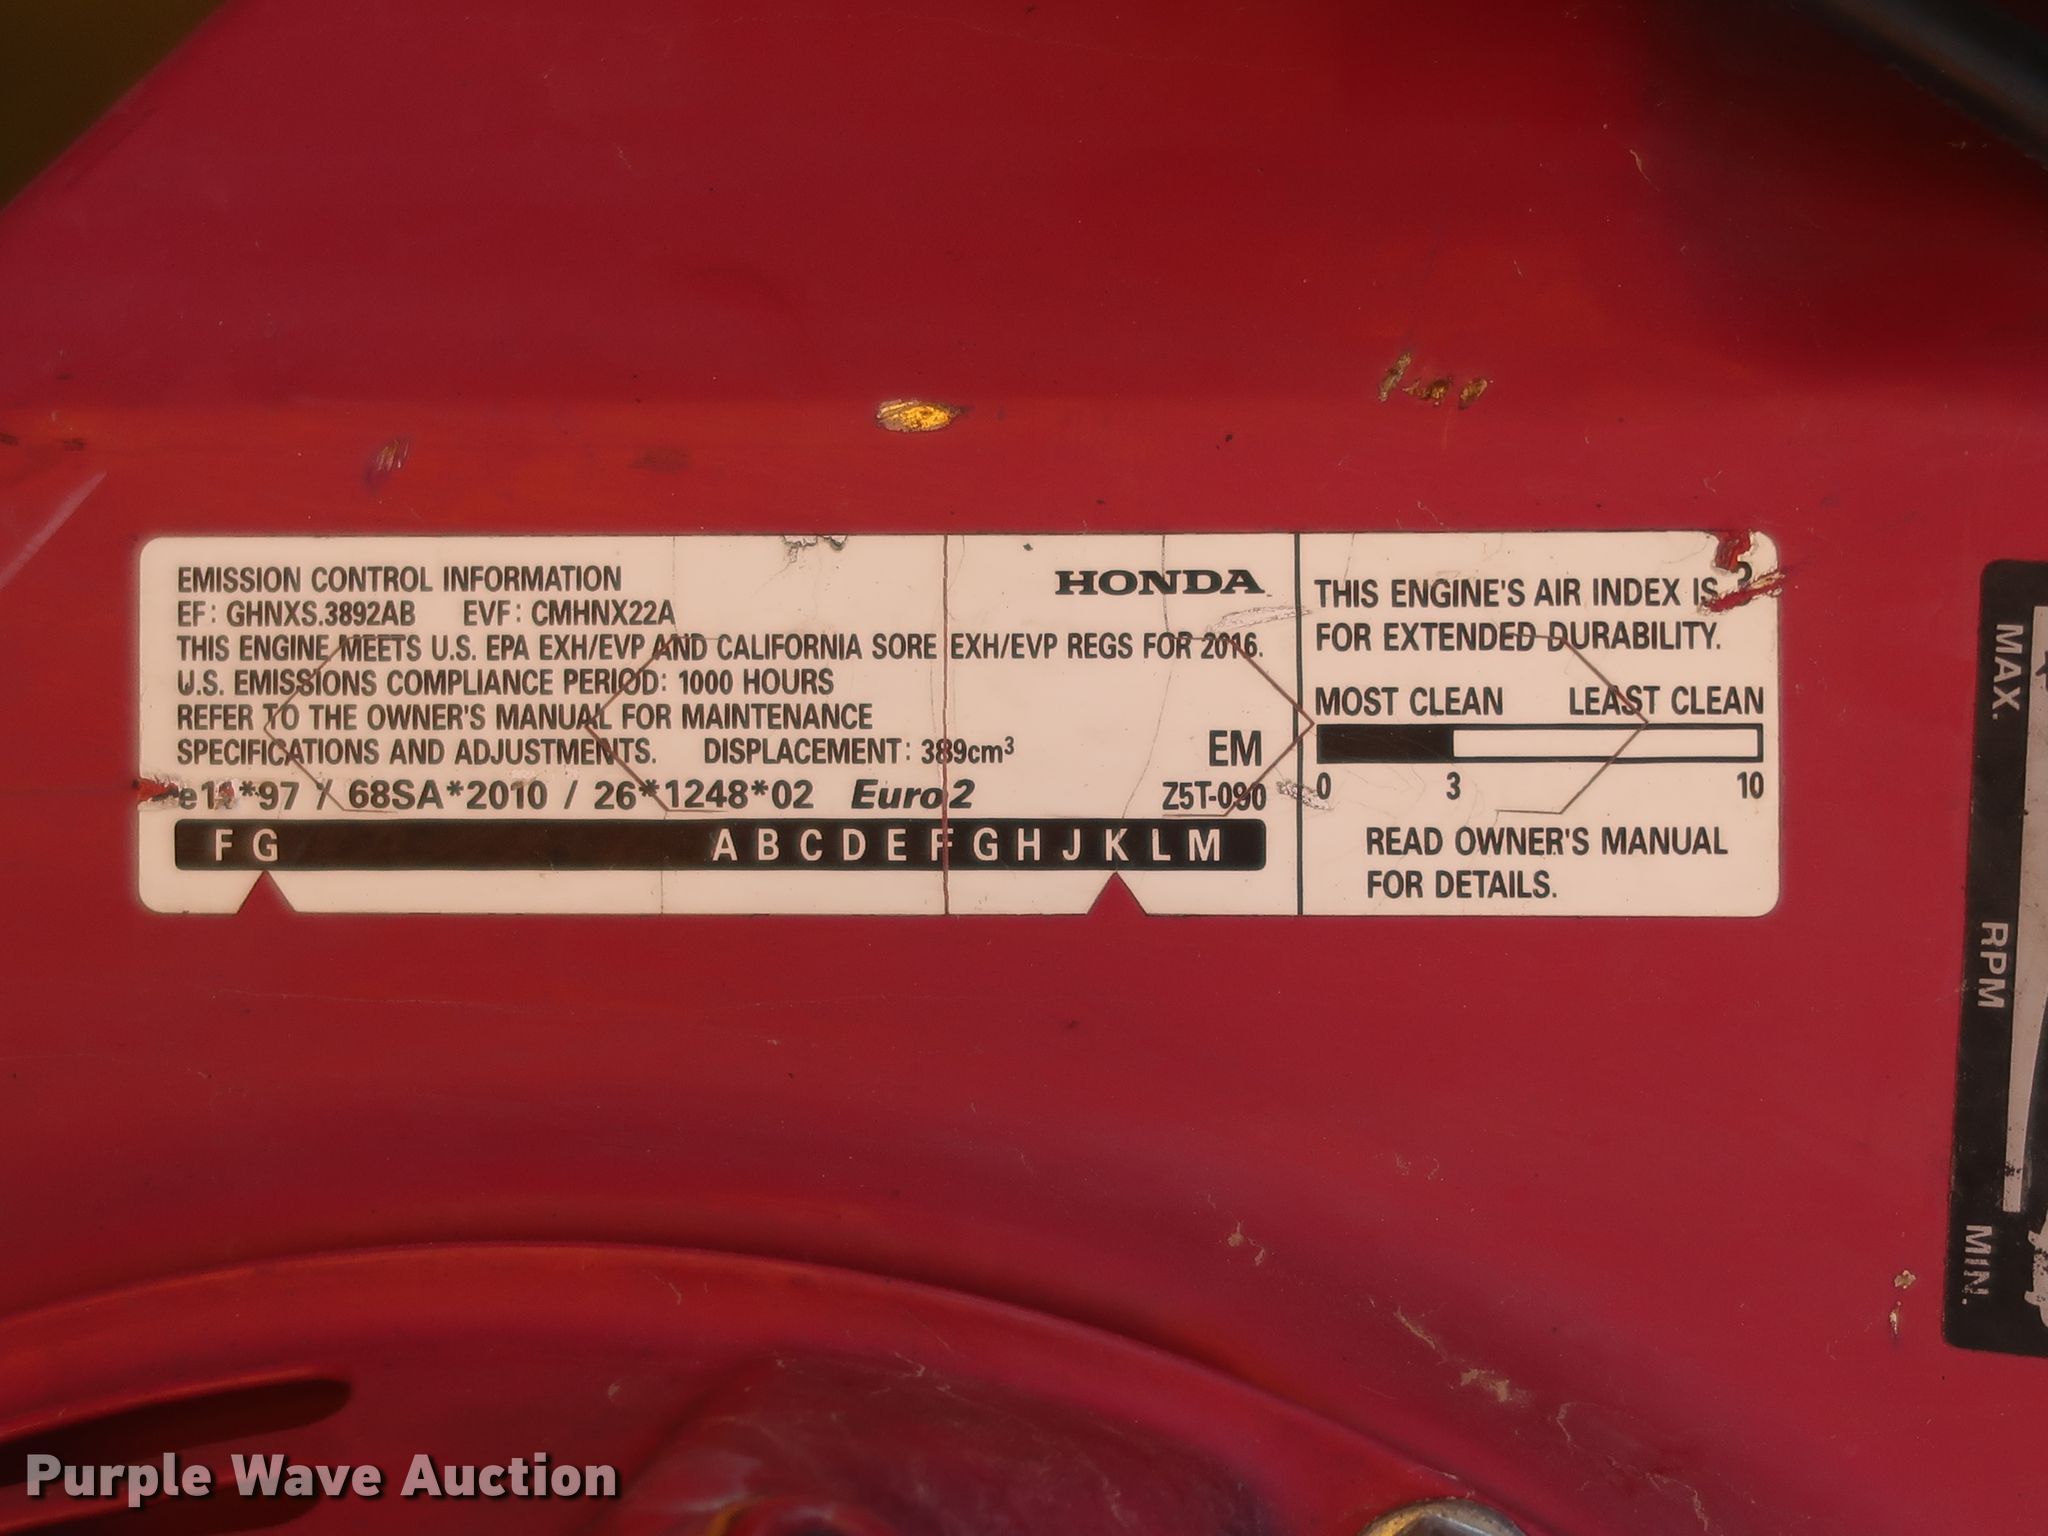 EMISSION CONTROL INFORMATION
EF: GHNXS.3892AB EVF: CMHNX22A
HONDA
THIS ENGINE MEETS U.S. EPA EXH/EVP AND CALIFORNIA SORE EXH/EVP REGS FOR 2016.
U.S. EMISSIONS COMPLIANCE PERIOD: 1000 HOURS
REFER TO THE OWNER'S MANUAL FOR MAINTENANCE
SPECIFICATIONS AND ADJUSTMENTS. DISPLACEMENT: 389cm³
EM
/ 68SA*2010 / 26*1248*02 Euro 2
Z5T-090
F G A B C D E F G H J K L M
THIS ENGINE'S AIR INDEX IS
FOR EXTENDED DURABILITY.
MOST CLEAN LEAST CLEAN
0 3 10
READ OWNER'S MANUAL
FOR DETAILS.
MAX.
RPM
MIN.
Purple Wave Auction